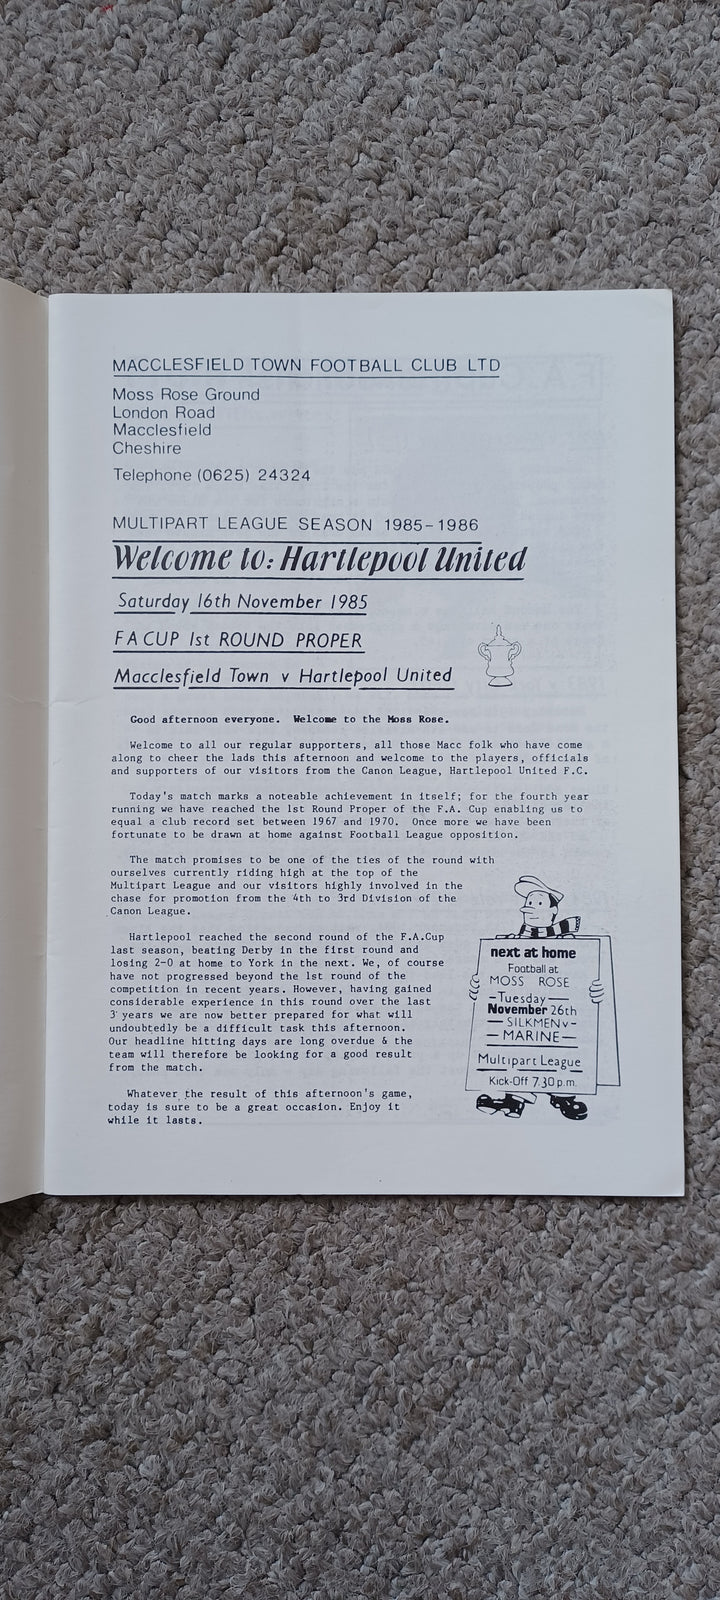 MACCLESFIELD TOWN FOOTBALL CLUB LTD
Moss Rose Ground
London Road
Macclesfield
Cheshire
Telephone (0625) 24324
MULTIPART LEAGUE SEASON 1985-1986
Welcome to: Hartlepool United
Saturday 16th November 1985
FA CUP 1st ROUND PROPER
Macclesfield Town v Hartlepool United
Good afternoon everyone. Welcome to the Moss Rose.
Welcome to all our regular supporters, all those Macc folk who have come
along to cheer the lads this afternoon and welcome to the players, officials
and supporters of our visitors from the Canon League, Hartlepool United F.C.
Today's match marks a noteable achievement in itself; for the fourth year
running we have reached the 1st Round Proper of the F.A. Cup enabling us to
equal a club record set between 1967 and 1970. Once more we have been
fortunate to be drawn at home against Football League opposition.
The match promises to be one of the ties of the round with
ourselves currently riding high at the top of the
Multipart League and our visitors highly involved in the
chase for promotion from the 4th to 3rd Division of the
Canon League.
Hartlepool reached the second round of the F.A.Cup
last season, beating Derby in the first round and
losing 2-0 at home to York in the next. We, of course
have not progressed beyond the 1st round of the
competition in recent years. However, having gained
considerable experience in this round over the last
3 years we are now better prepared for what will
undoubtedly be a difficult task this afternoon.
Our headline hitting days are long overdue & the
team will therefore be looking for a good result
from the match.
Whatever the result of this afternoon's game,
today is sure to be a great occasion. Enjoy it
while it lasts.
next at home
Football at
MOSS ROSE
-Tuesday-
November 26th
- SILKMEN v -
- MARINE -
Multipart League
Kick-Off 7.30 p.m.